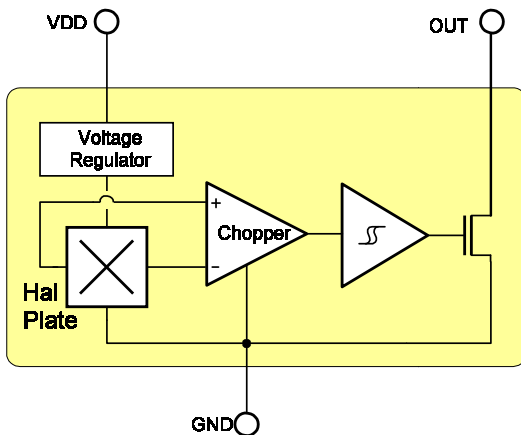 VDD
OUT
Voltage
Regulator
+
Chopper
-
Hal
Plate
GND